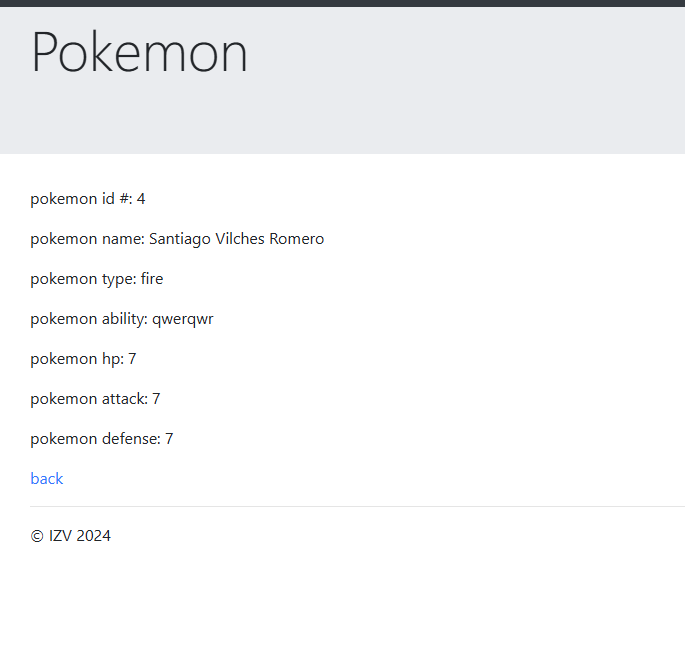 Pokemon
pokemon id #: 4
pokemon name: Santiago Vilches Romero
pokemon type: fire
pokemon ability: qwerqwr
pokemon hp: 7
pokemon attack: 7
pokemon defense: 7
back
© IZV 2024